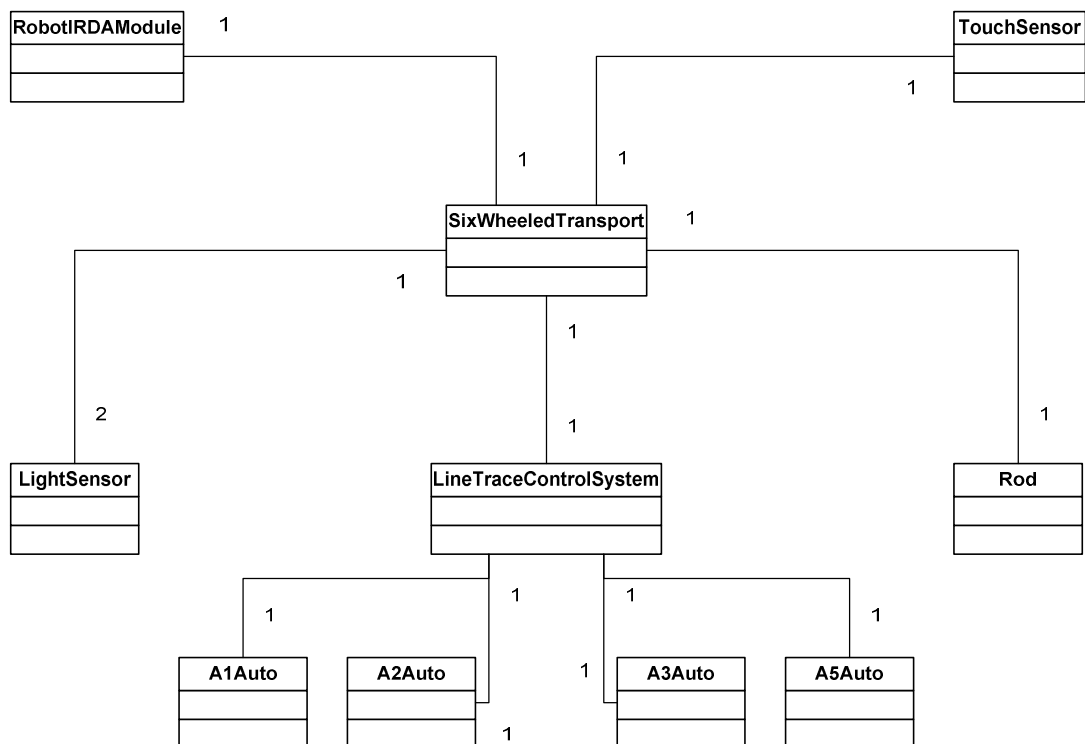 RobotIRDAModule
1
TouchSensor
1
1
1
SixWheeledTransport
1
1
1
2
1
1
LightSensor
LineTraceControlSystem
Rod
1
1
1
1
A1Auto
A2Auto
1
A3Auto
A5Auto
1